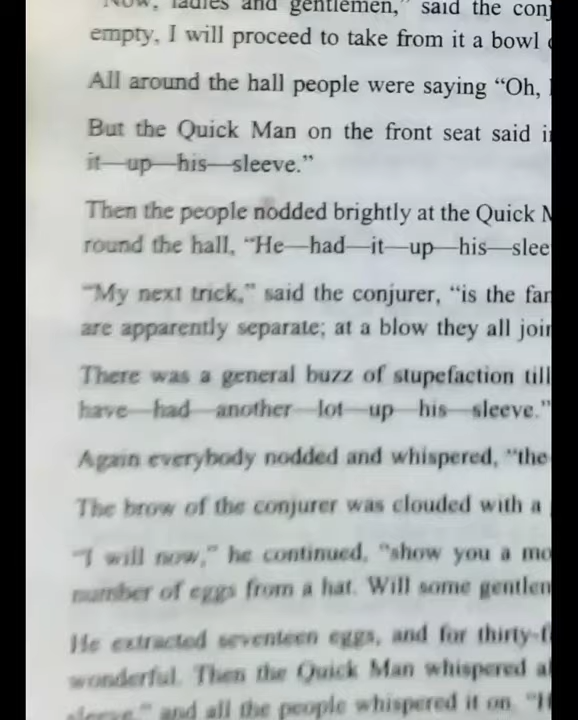 "Now, ladies and gentlemen," said the conj
empty, I will proceed to take from it a bowl
All around the hall people were saying "Oh,
But the Quick Man on the front seat said i
it—up—his—sleeve."
Then the people nodded brightly at the Quick M
round the hall, "He—had—it—up—his—slee
"My next trick," said the conjurer, "is the fam
are apparently separate; at a blow they all join
There was a general buzz of stupefaction till
have—had—another—lot—up—his—sleeve."
Again everybody nodded and whispered, "the
The brow of the conjurer was clouded with a
"I will now," he continued, "show you a mo
number of eggs from a hat. Will some gentlem
He extracted seventeen eggs, and for thirty-f
wonderful. Then the Quick Man whispered al
sleeve," and all the people whispered it on. "H